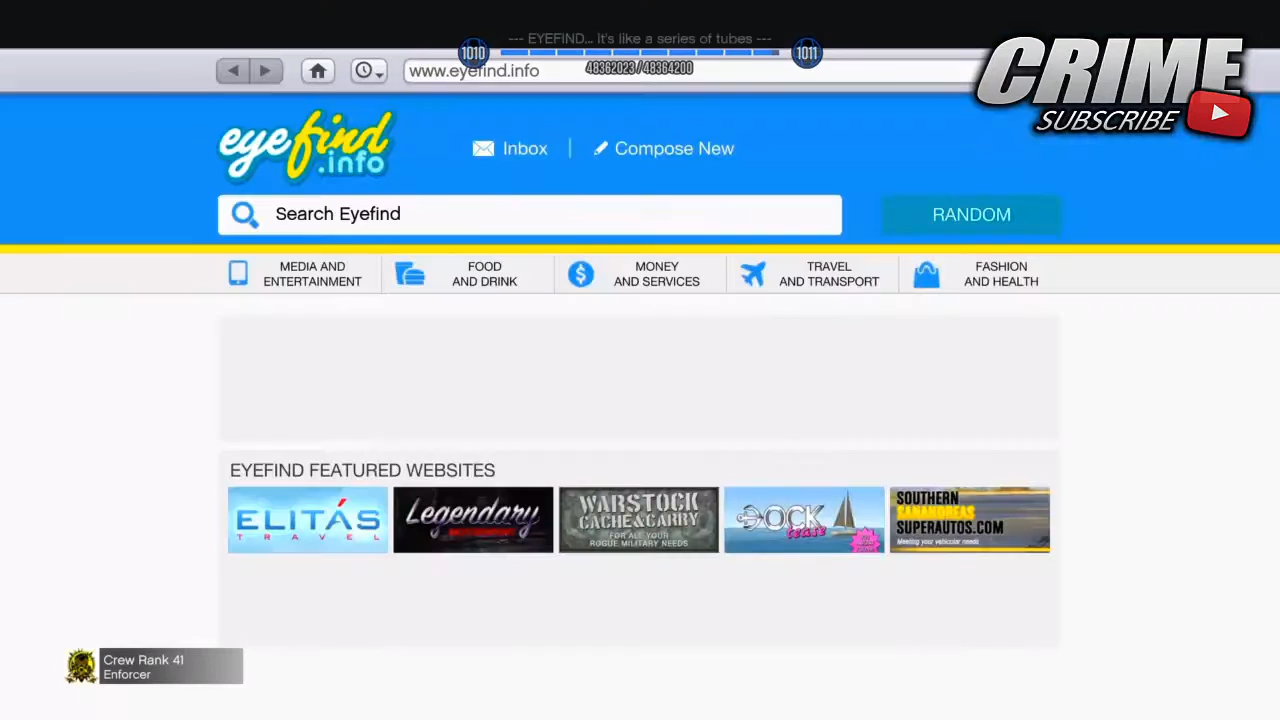 --- EYEFIND... It's like a series of tubes ---
1010
1011
48362023/48364200
www.eyefind.info
CRIME
SUBSCRIBE
eyefind
.info
Inbox
Compose New
Search Eyefind
RANDOM
MEDIA AND
ENTERTAINMENT
FOOD
AND DRINK
MONEY
AND SERVICES
TRAVEL
AND TRANSPORT
FASHION
AND HEALTH
EYEFIND FEATURED WEBSITES
ELITÁS
TRAVEL
Legendary
WARSTOCK
CACHE&CARRY
FOR ALL YOUR
ROGUE MILITARY NEEDS
DOCK
tease
SOUTHERN
SANANDREAS
SUPERAUTOS.COM
Meeting your vehicular needs
Crew Rank 41
Enforcer